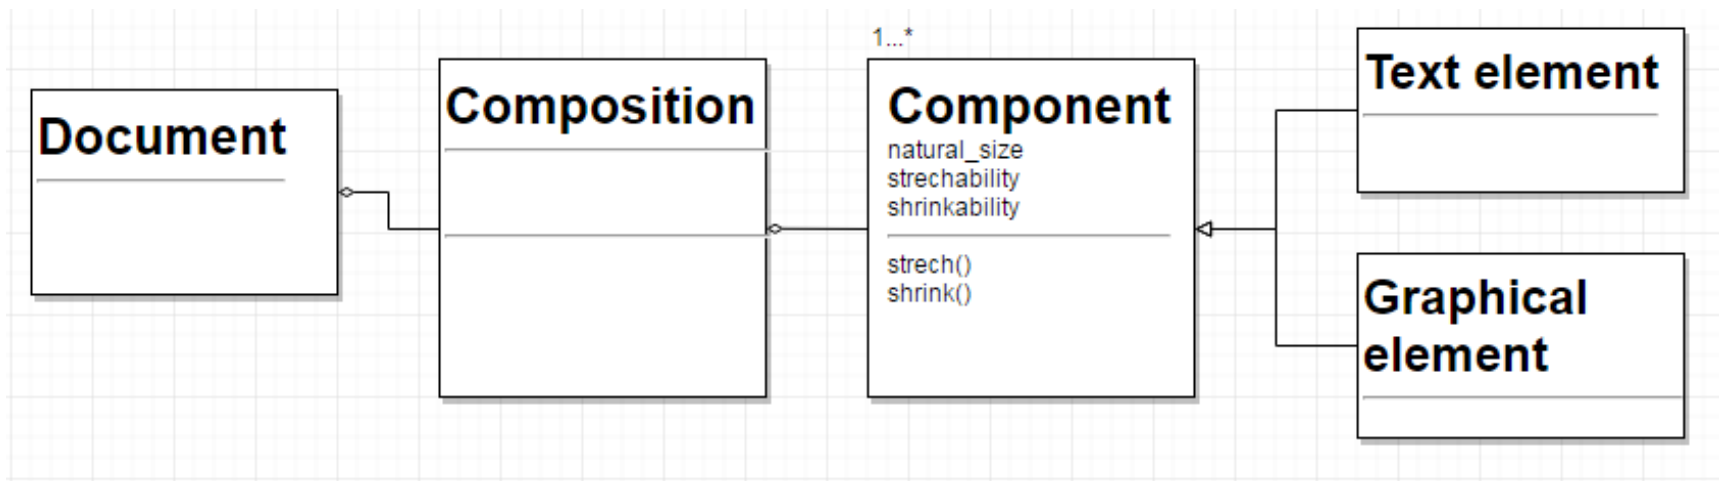 Document
Composition
1...*
Component
natural_size
strechability
shrinkability
strech()
shrink()
Text element
Graphical
element